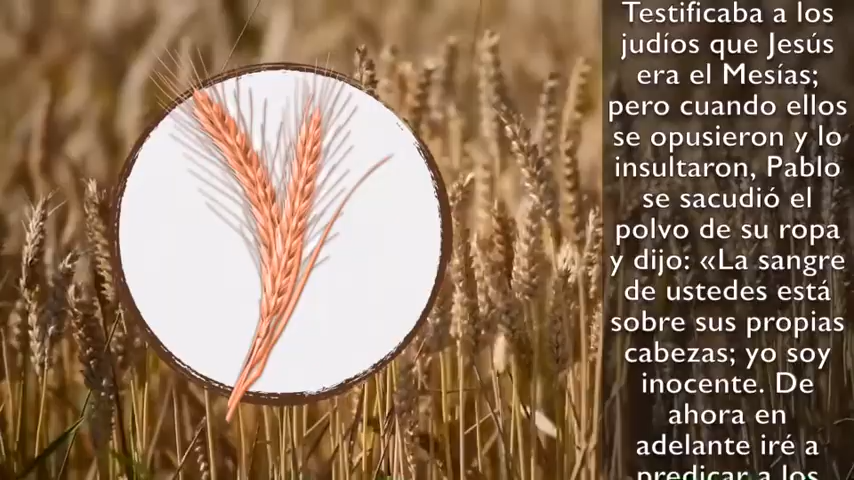 Testificaba a los
judíos que Jesús
era el Mesías;
pero cuando ellos
se opusieron y lo
insultaron, Pablo
se sacudió el
polvo de su ropa
y dijo: «La sangre
de ustedes está
sobre sus propias
cabezas; yo soy
inocente. De
ahora en
adelante iré a
predicar a los